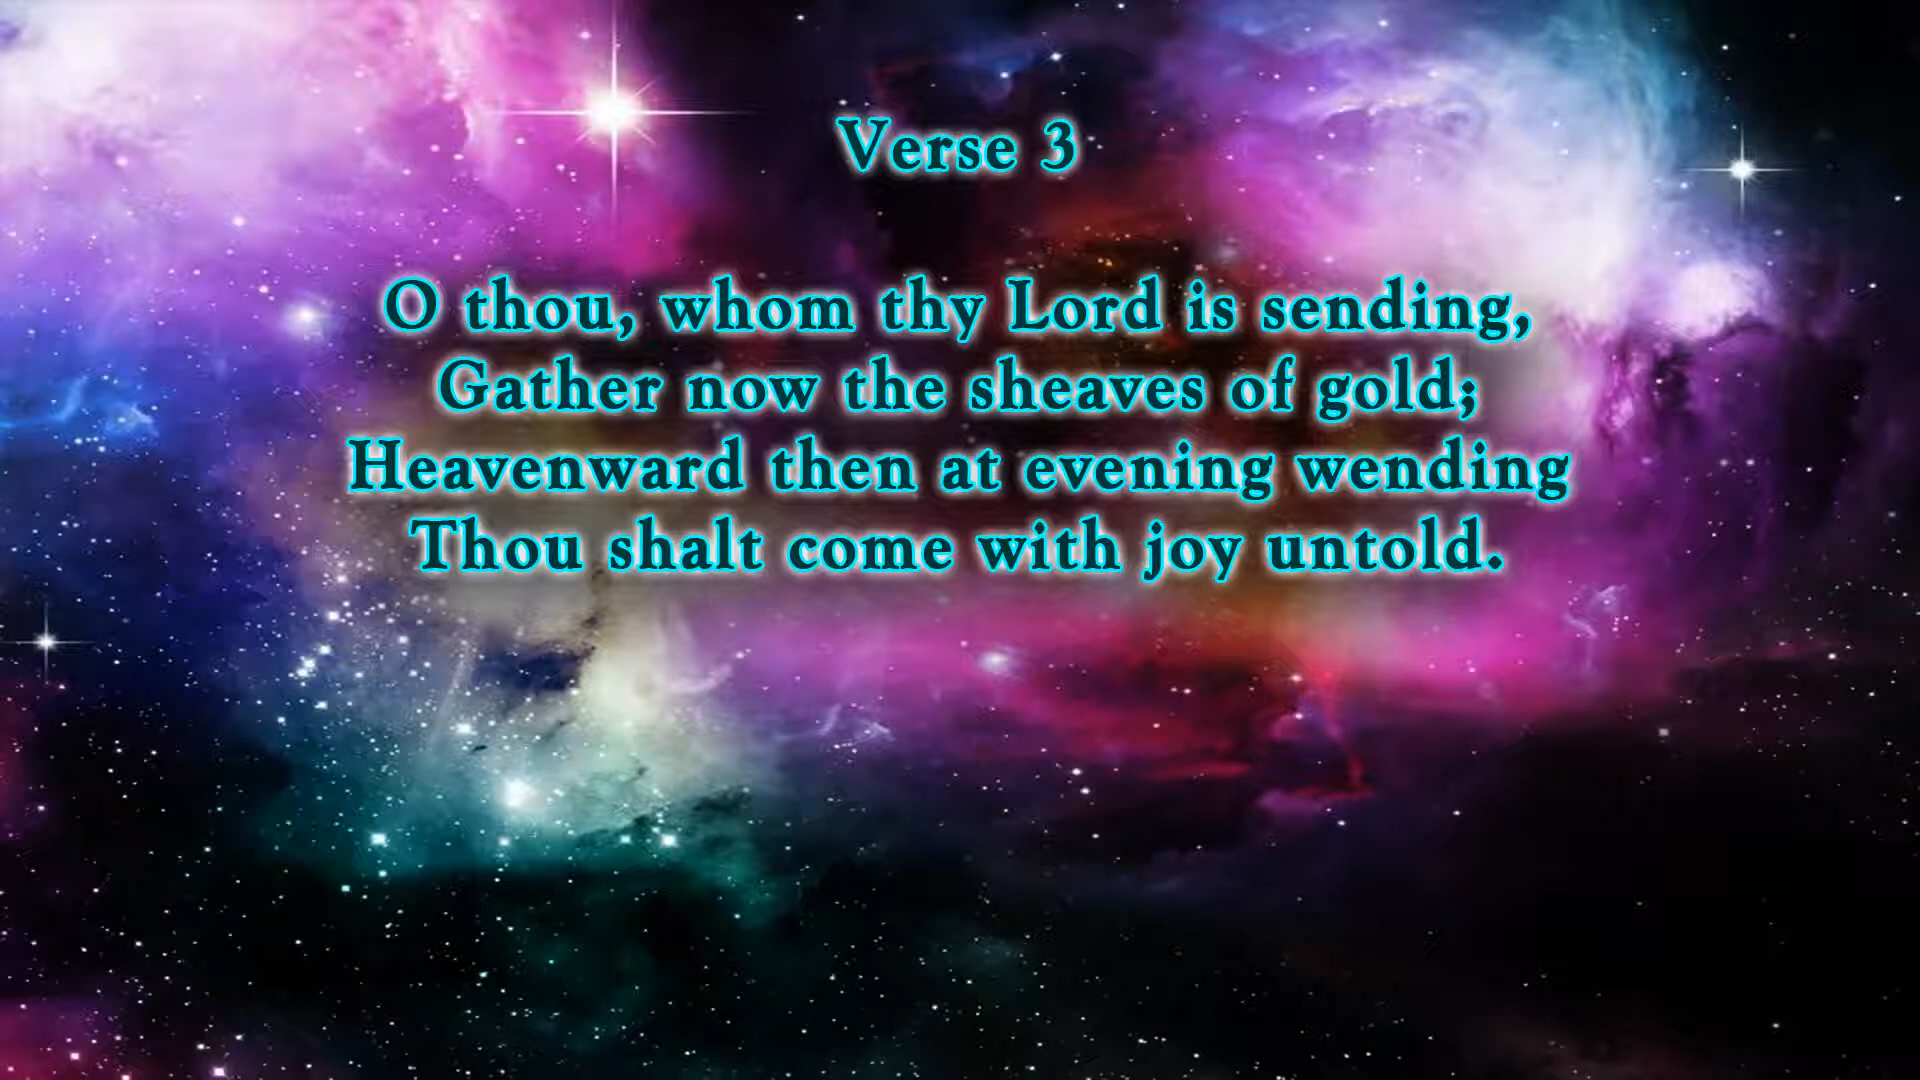 Verse 3
O thou, whom thy Lord is sending,
Gather now the sheaves of gold;
Heavenward then at evening wending
Thou shalt come with joy untold.